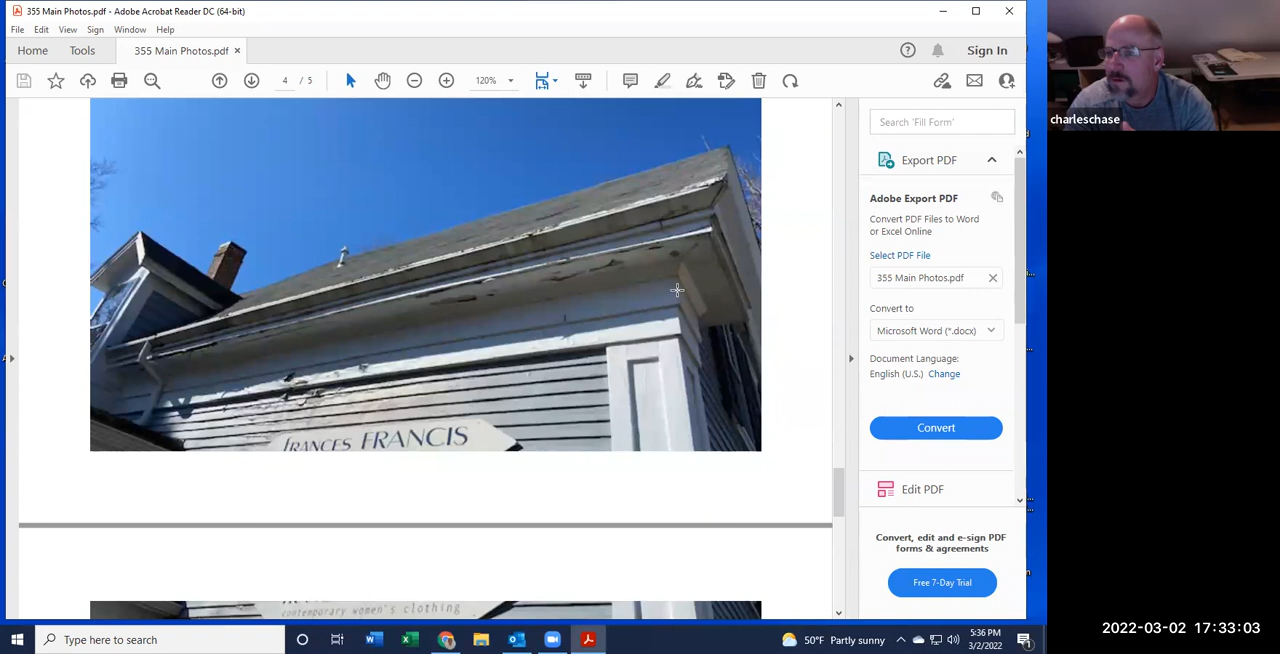 355 Main Photos.pdf - Adobe Acrobat Reader DC (64-bit)
File Edit View Sign Window Help
Home Tools 355 Main Photos.pdf × Sign In
4 / 5 120%
charleschase
Search 'Fill Form'
Export PDF
Adobe Export PDF
Convert PDF Files to Word
or Excel Online
Select PDF File
355 Main Photos.pdf
Convert to
Microsoft Word (*.docx)
Document Language:
English (U.S.) Change
Convert
Edit PDF
Convert, edit and e-sign PDF
forms & agreements
Free 7-Day Trial
FRANCES FRANCIS
contemporary women's clothing
Type here to search
50°F Partly sunny
5:36 PM
3/2/2022
2022-03-02 17:33:03